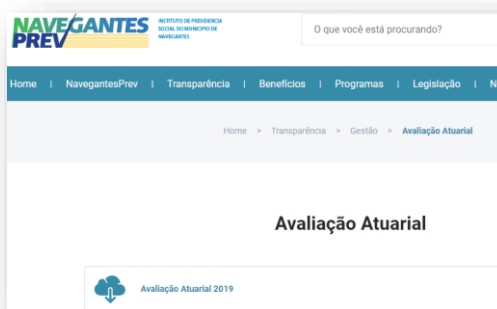 NAVEGANTES
PREV
INSTITUTO DE PREVIDÊNCIA
SOCIAL DO MUNICÍPIO DE
NAVEGANTES
O que você está procurando?
Home | NavegantesPrev | Transparência | Benefícios | Programas | Legislação | N
Home > Transparência > Gestão > Avaliação Atuarial
Avaliação Atuarial
Avaliação Atuarial 2019